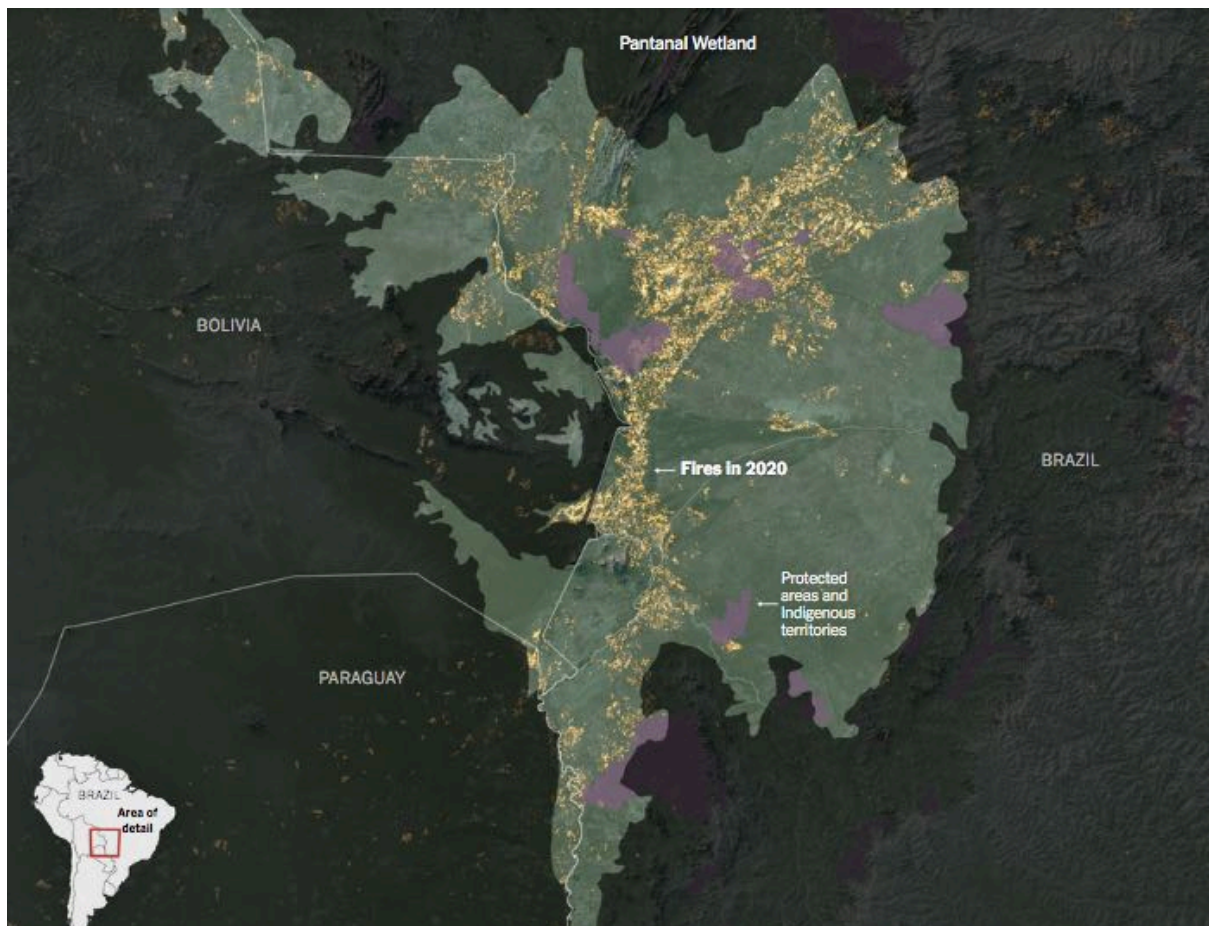 Pantanal Wetland
BOLIVIA
Fires in 2020
BRAZIL
Protected
areas and
Indigenous
territories
PARAGUAY
BRAZIL
Area of
detail